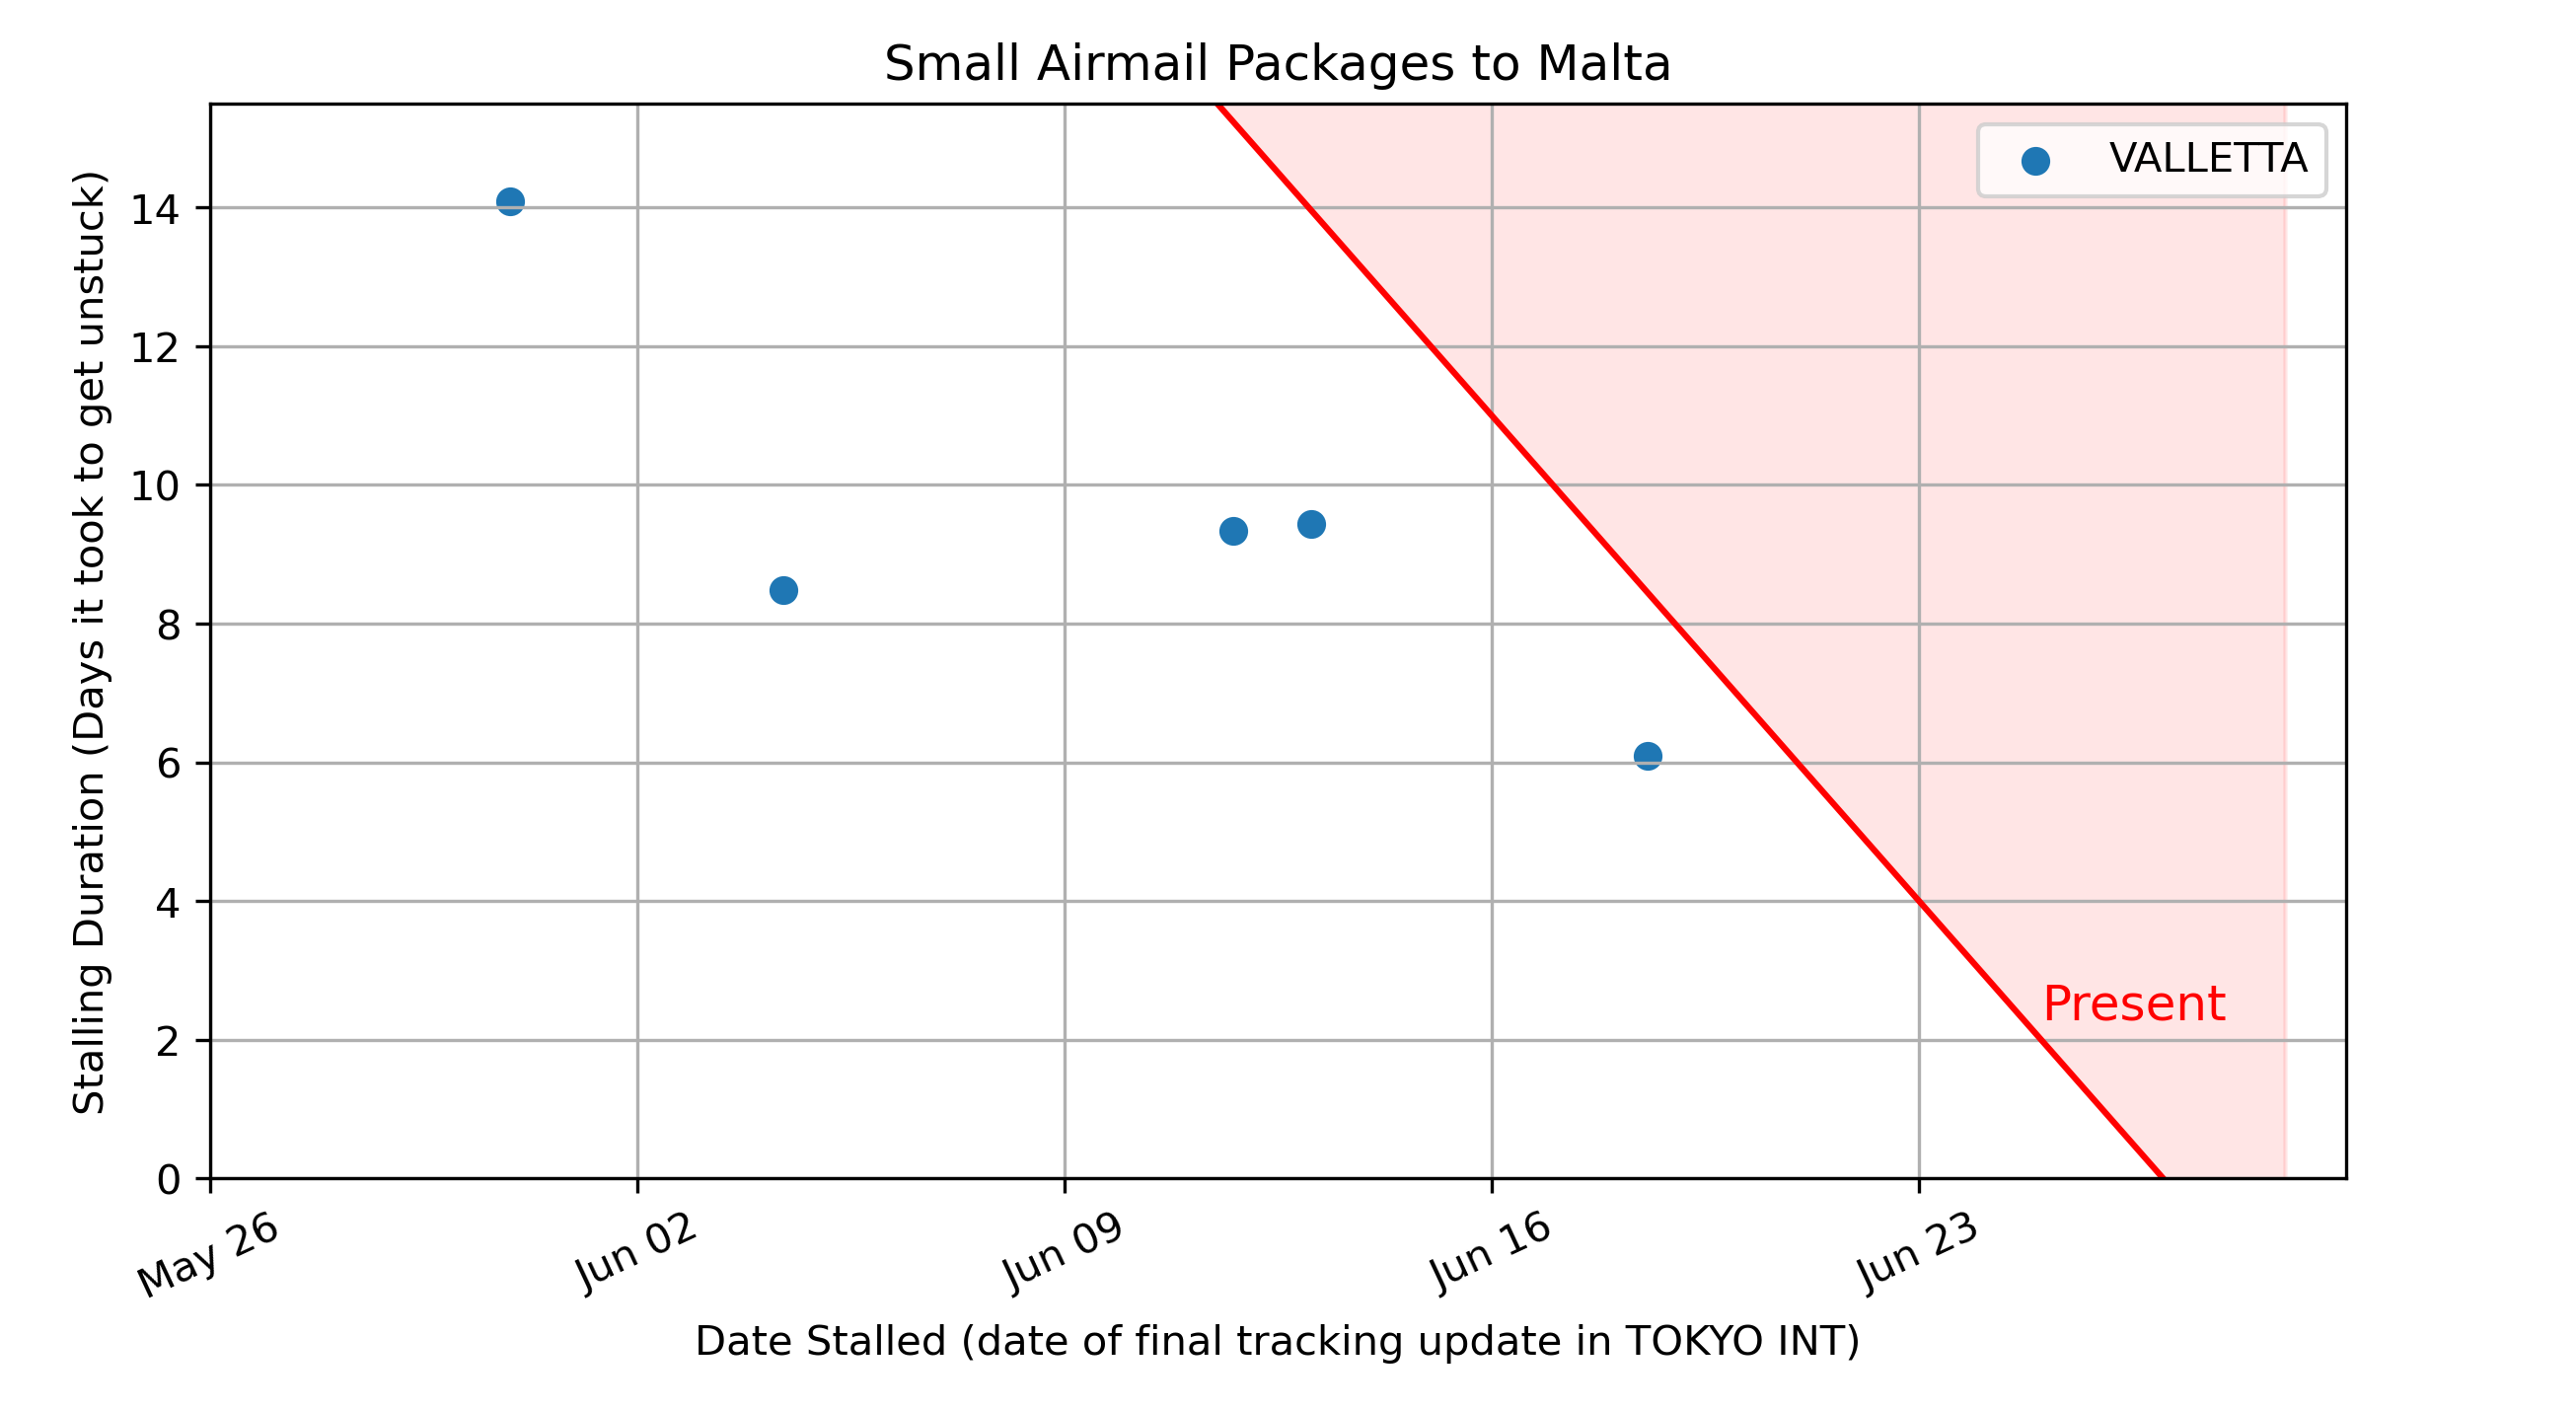 Small Airmail Packages to Malta
VALLETTA
Stalling Duration (Days it took to get unstuck)
14
12
10
8
6
4
2
0
Present
May 26
Jun 02
Jun 09
Jun 16
Jun 23
Date Stalled (date of final tracking update in TOKYO INT)